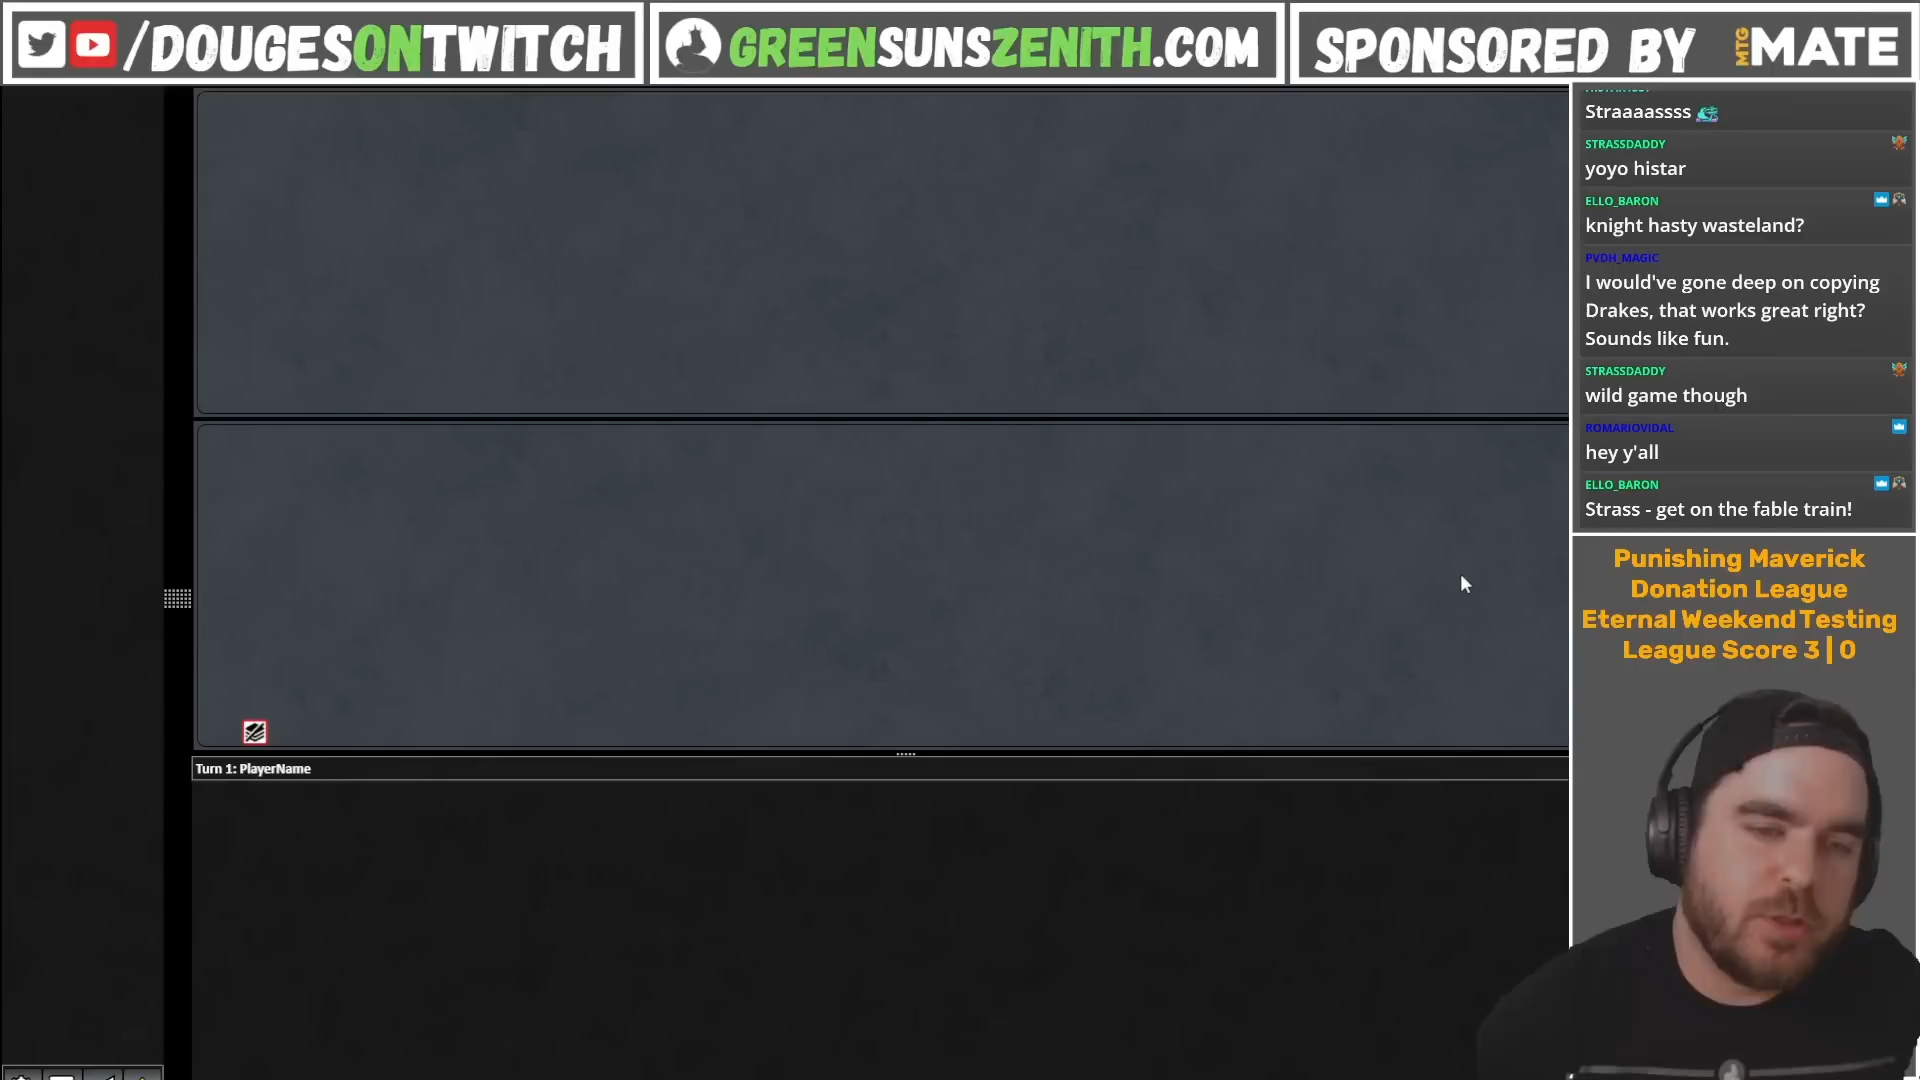 /DOUGESONTWITCH
GREENSUNSZENITH.COM
SPONSORED BY MTG MATE
Straaaassss
STRASSDADDY
yoyo histar
ELLO_BARON
knight hasty wasteland?
PVDH_MAGIC
I would've gone deep on copying
Drakes, that works great right?
Sounds like fun.
STRASSDADDY
wild game though
ROMARIOVIDAL
hey y'all
ELLO_BARON
Strass - get on the fable train!
Punishing Maverick
Donation League
Eternal Weekend Testing
League Score 3 | 0
Turn 1: PlayerName